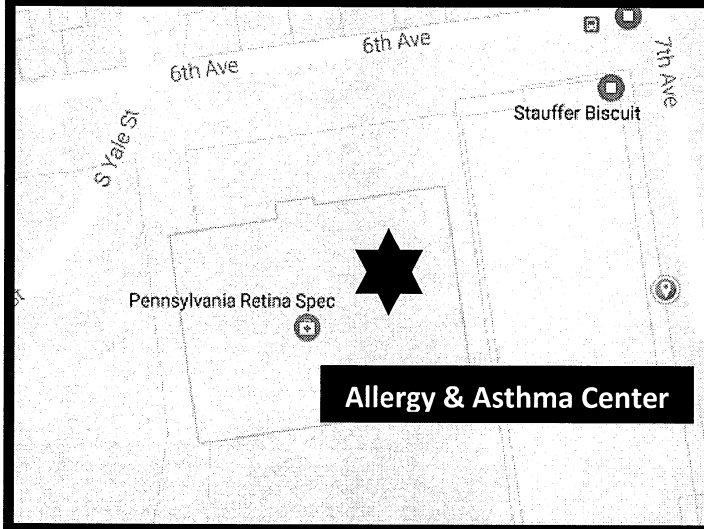 6th Ave
6th Ave
7th Ave
Stauffer Biscuit
S Yale St
Pennsylvania Retina Spec
Allergy & Asthma Center